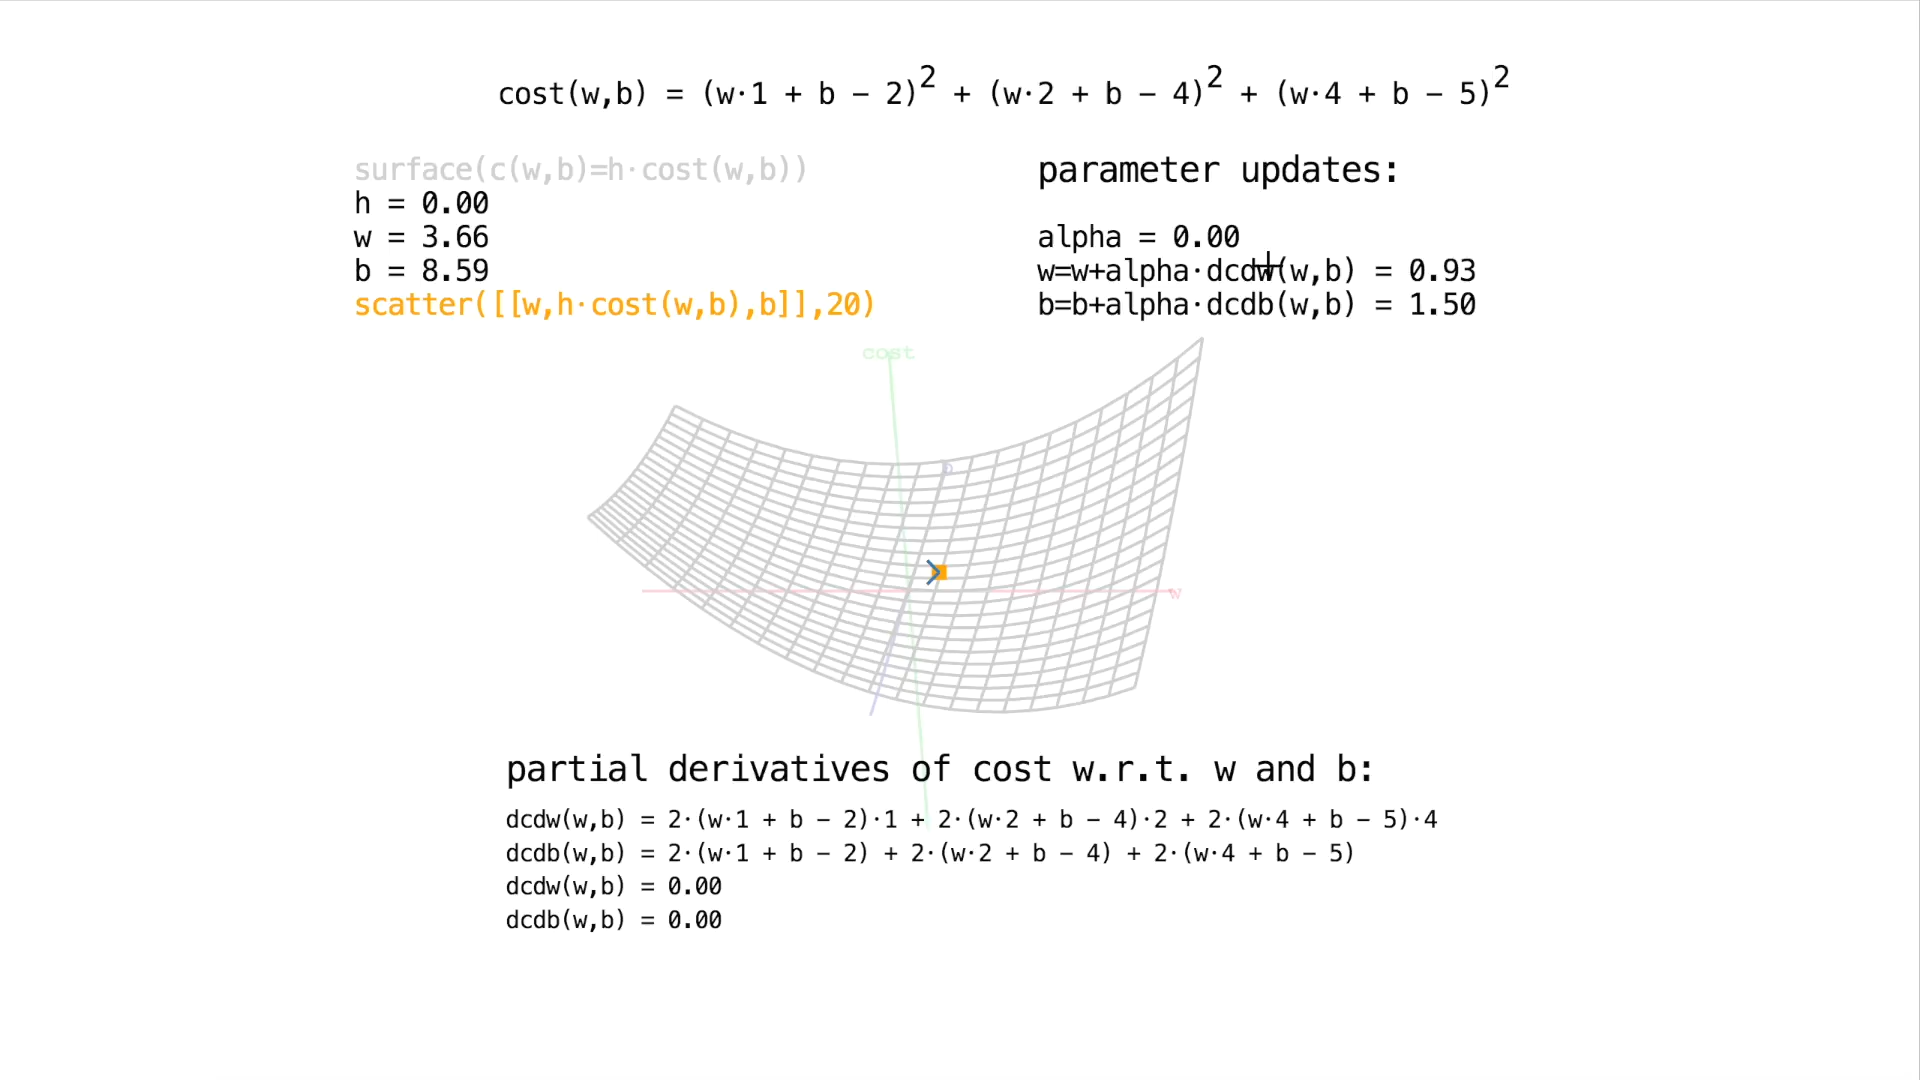 cost(w,b) = (w·1 + b − 2)² + (w·2 + b − 4)² + (w·4 + b − 5)²
surface(c(w,b)=h·cost(w,b))
h = 0.00
w = 3.66
b = 8.59
scatter([[w,h·cost(w,b),b]],20)
parameter updates:
alpha = 0.00
w=w+alpha·dcdw(w,b) = 0.93
b=b+alpha·dcdb(w,b) = 1.50
cost
b
w
partial derivatives of cost w.r.t. w and b:
dcdw(w,b) = 2·(w·1 + b − 2)·1 + 2·(w·2 + b − 4)·2 + 2·(w·4 + b − 5)·4
dcdb(w,b) = 2·(w·1 + b − 2) + 2·(w·2 + b − 4) + 2·(w·4 + b − 5)
dcdw(w,b) = 0.00
dcdb(w,b) = 0.00